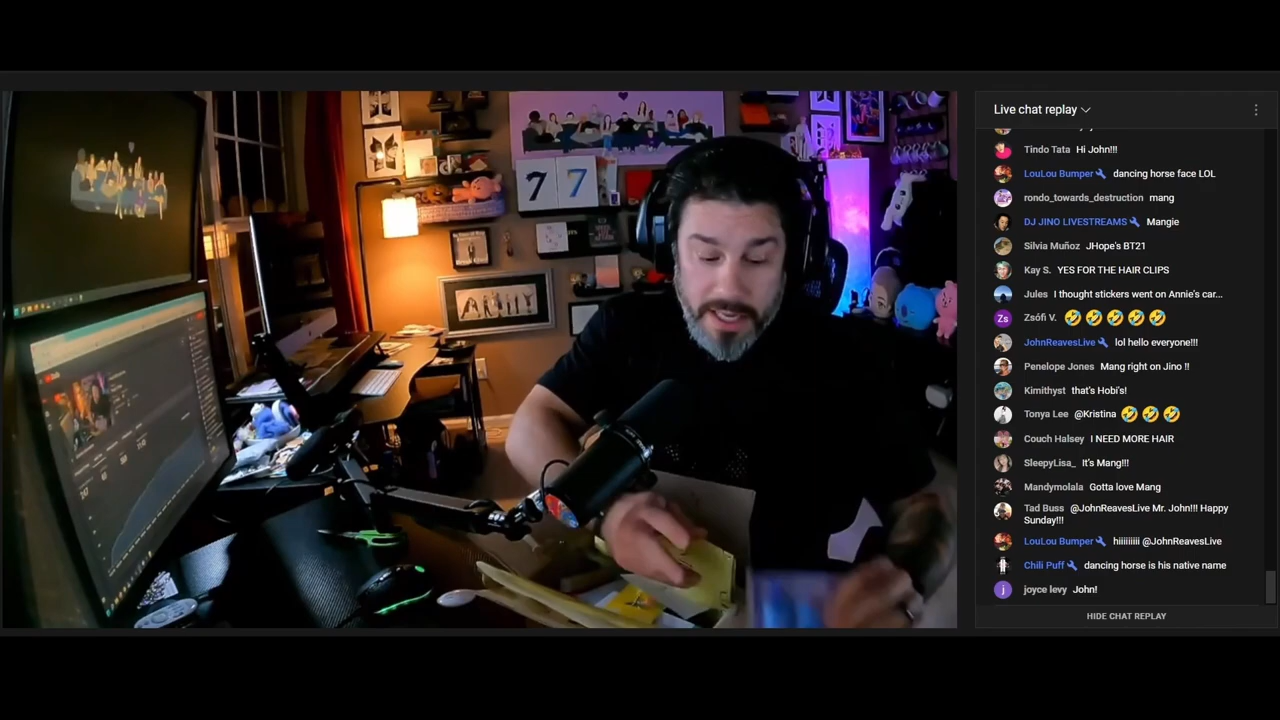 Live chat replay
Tindo Tata Hi John!!!
LouLou Bumper dancing horse face LOL
rondo_towards_destruction mang
DJ JINO LIVESTREAMS Mangie
Silvia Muñoz JHope's BT21
Kay S. YES FOR THE HAIR CLIPS
Jules I thought stickers went on Annie's car...
Zs Zsófi V. 🤣🤣🤣🤣🤣
JohnReavesLive lol hello everyone!!!
Penelope Jones Mang right on Jino !!
Kimithyst that's Hobi's!
Tonya Lee @Kristina 🤣🤣🤣
Couch Halsey I NEED MORE HAIR
SleepyLisa_ It's Mang!!!
Mandymolala Gotta love Mang
Tad Buss @JohnReavesLive Mr. John!!! Happy
Sunday!!!
LouLou Bumper hiiiiiiiii @JohnReavesLive
Chili Puff dancing horse is his native name
j joyce levy John!
HIDE CHAT REPLAY
7 7
ARMY